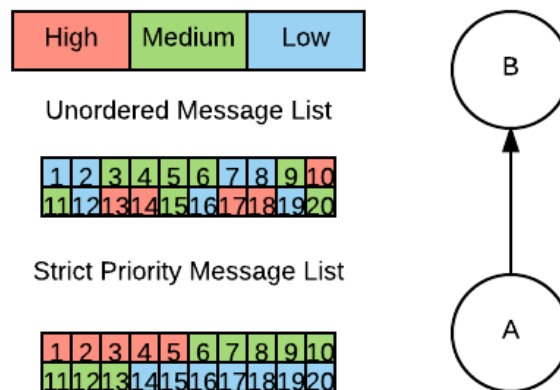 High Medium Low
B
Unordered Message List
1 2 3 4 5 6 7 8 9 10
11 12 13 14 15 16 17 18 19 20
Strict Priority Message List
A
1 2 3 4 5 6 7 8 9 10
11 12 13 14 15 16 17 18 19 20